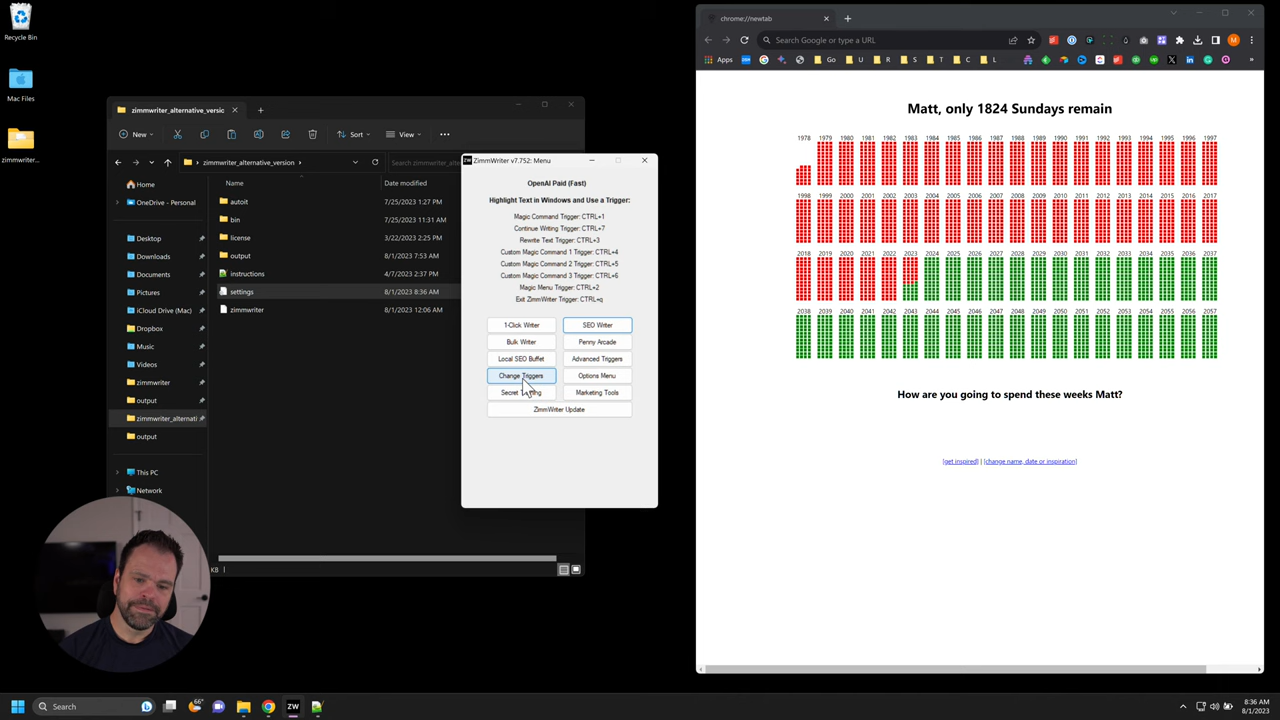 Recycle Bin
Mac Files
zimmwriter...
zimmwriter_alternative_versic
New
Sort
View
zimmwriter_alternative_version
Search zimmwriter_alt
Name
Date modified
Home
OneDrive - Personal
Desktop
Downloads
Documents
Pictures
iCloud Drive (Mac)
Dropbox
Music
Videos
zimmwriter
output
zimmwriter_alternati
output
This PC
Network
autoit
7/25/2023 1:27 PM
bin
7/25/2023 11:31 AM
license
3/22/2023 2:25 PM
output
8/1/2023 7:53 AM
instructions
4/7/2023 2:37 PM
settings
8/1/2023 8:36 AM
zimmwriter
8/1/2023 12:06 AM
KB
ZW ZimmWriter v7.752: Menu
OpenAI Paid (Fast)
Highlight Text in Windows and Use a Trigger:
Magic Command Trigger: CTRL+1
Continue Writing Trigger: CTRL+7
Rewrite Text Trigger: CTRL+3
Custom Magic Command 1 Trigger: CTRL+4
Custom Magic Command 2 Trigger: CTRL+5
Custom Magic Command 3 Trigger: CTRL+6
Magic Menu Trigger: CTRL+2
Exit ZimmWriter Trigger: CTRL+q
1-Click Writer
SEO Writer
Bulk Writer
Penny Arcade
Local SEO Buffet
Advanced Triggers
Change Triggers
Options Menu
Secret
Marketing Tools
ZimmWriter Update
chrome://newtab
Search Google or type a URL
Apps
Go
U
R
S
T
C
L
Matt, only 1824 Sundays remain
1978 1979 1980 1981 1982 1983 1984 1985 1986 1987 1988 1989 1990 1991 1992 1993 1994 1995 1996 1997
1998 1999 2000 2001 2002 2003 2004 2005 2006 2007 2008 2009 2010 2011 2012 2013 2014 2015 2016 2017
2018 2019 2020 2021 2022 2023 2024 2025 2026 2027 2028 2029 2030 2031 2032 2033 2034 2035 2036 2037
2038 2039 2040 2041 2042 2043 2044 2045 2046 2047 2048 2049 2050 2051 2052 2053 2054 2055 2056 2057
How are you going to spend these weeks Matt?
[get inspired] | [change name, date or inspiration]
Search
66°
ZW
8:36 AM
8/1/2023